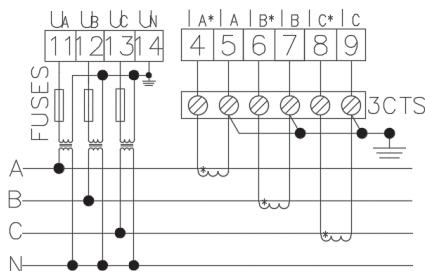 UA UB UC UN IA* IA IB* IB IC* IC
11 12 13 14 4 5 6 7 8 9
FUSES
3CTS
A
*
B
*
C
*
N